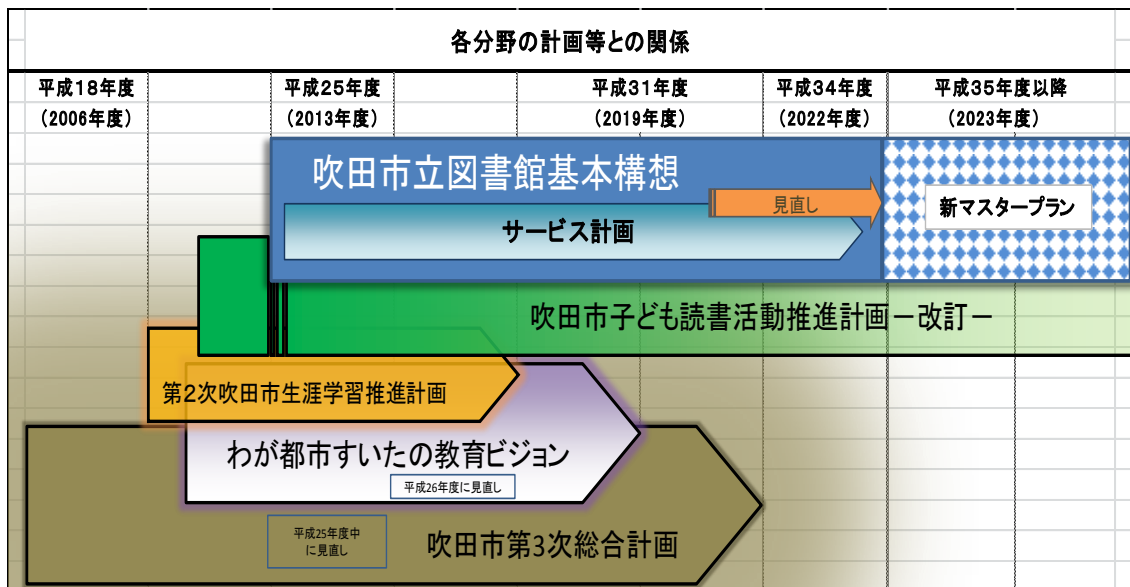 各分野の計画等との関係
平成18年度
（2006年度）
平成25年度
（2013年度）
平成31年度
（2019年度）
平成34年度
（2022年度）
平成35年度以降
（2023年度）
吹田市立図書館基本構想
見直し
新マスタープラン
サービス計画
吹田市子ども読書活動推進計画－改訂－
第2次吹田市生涯学習推進計画
わが都市すいたの教育ビジョン
平成26年度に見直し
平成25年度中
に見直し
吹田市第3次総合計画